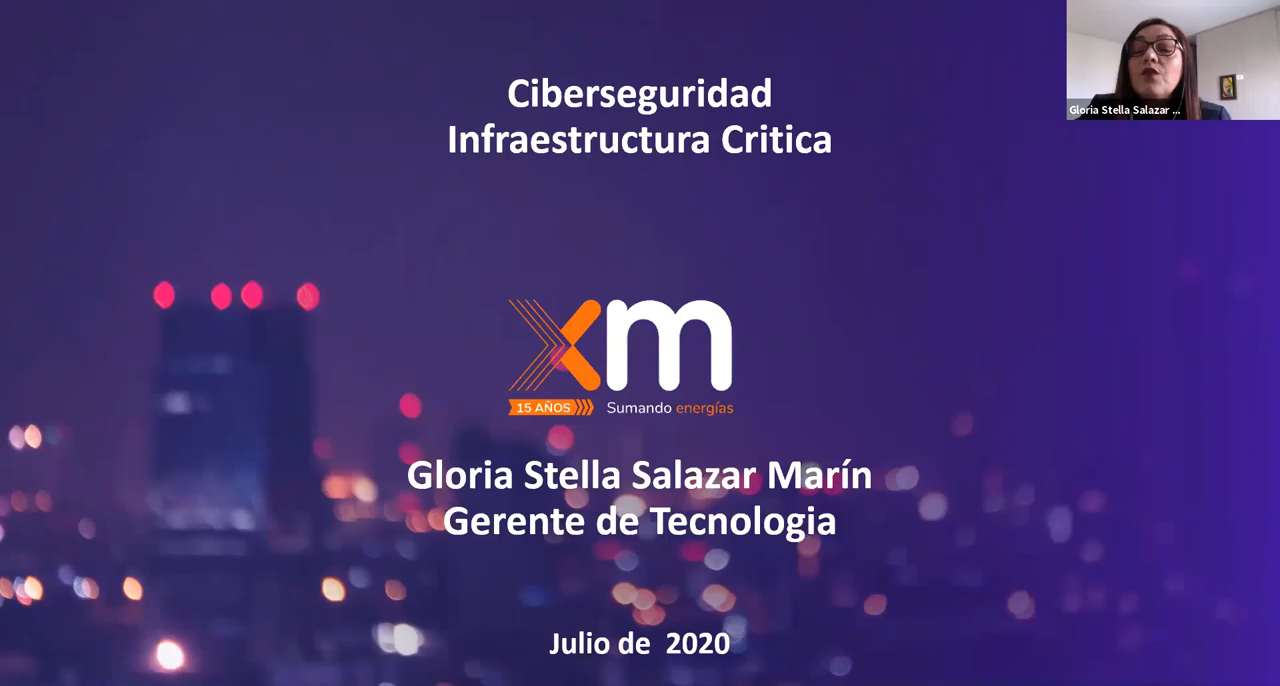 Ciberseguridad
Infraestructura Critica
Gloria Stella Salazar ...
xm
15 AÑOS
Sumando energías
Gloria Stella Salazar Marín
Gerente de Tecnologia
Julio de 2020